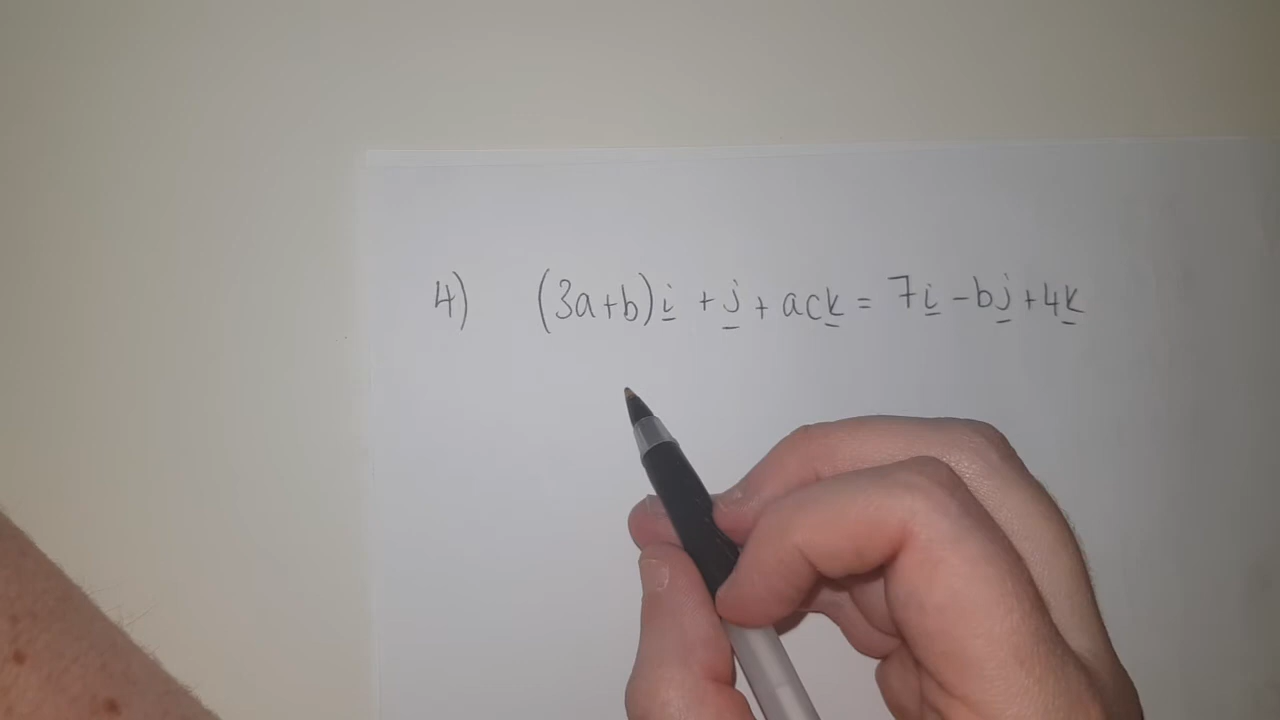 4) (3a+b)i + j + ack = 7i - bj + 4k